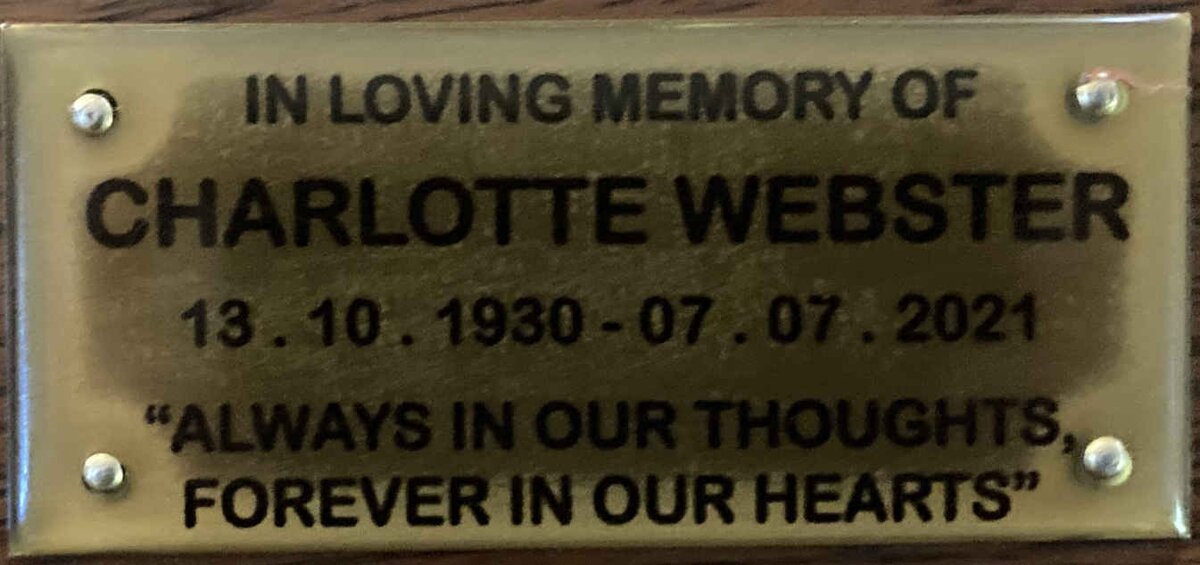 IN LOVING MEMORY OF
CHARLOTTE WEBSTER
13 . 10 . 1930 - 07 . 07 . 2021
“ALWAYS IN OUR THOUGHTS,
FOREVER IN OUR HEARTS”